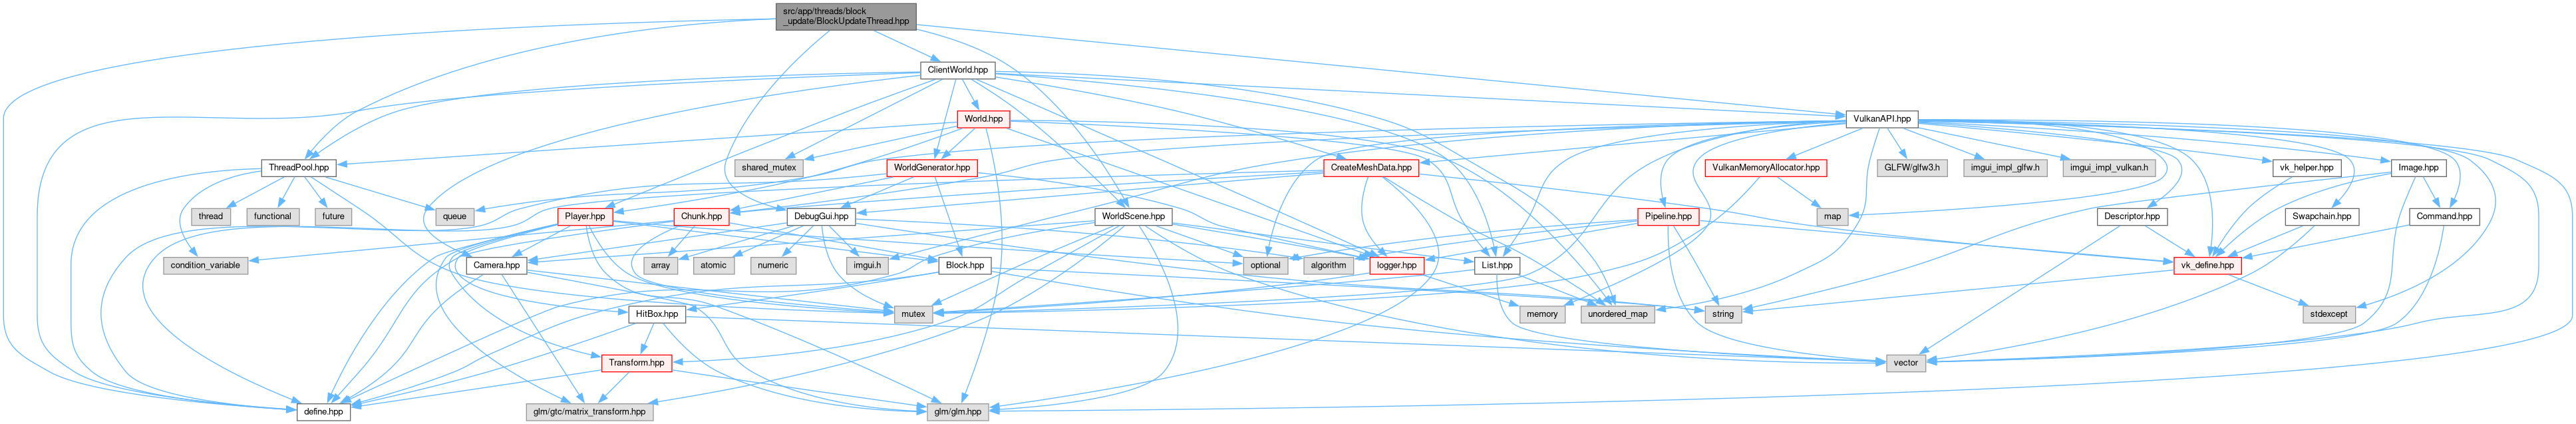 src/app/threads/block
_update/BlockUpdateThread.hpp
ClientWorld.hpp
World.hpp
VulkanAPI.hpp
shared_mutex
WorldGenerator.hpp
CreateMeshData.hpp
VulkanMemoryAllocator.hpp
GLFW/glfw3.h
imgui_impl_glfw.h
imgui_impl_vulkan.h
vk_helper.hpp
Image.hpp
ThreadPool.hpp
thread
functional
future
queue
Player.hpp
Chunk.hpp
DebugGui.hpp
WorldScene.hpp
Pipeline.hpp
map
Descriptor.hpp
Swapchain.hpp
Command.hpp
condition_variable
Camera.hpp
array
atomic
numeric
imgui.h
Block.hpp
optional
algorithm
logger.hpp
List.hpp
vk_define.hpp
mutex
HitBox.hpp
memory
unordered_map
string
stdexcept
Transform.hpp
vector
define.hpp
glm/gtc/matrix_transform.hpp
glm/glm.hpp